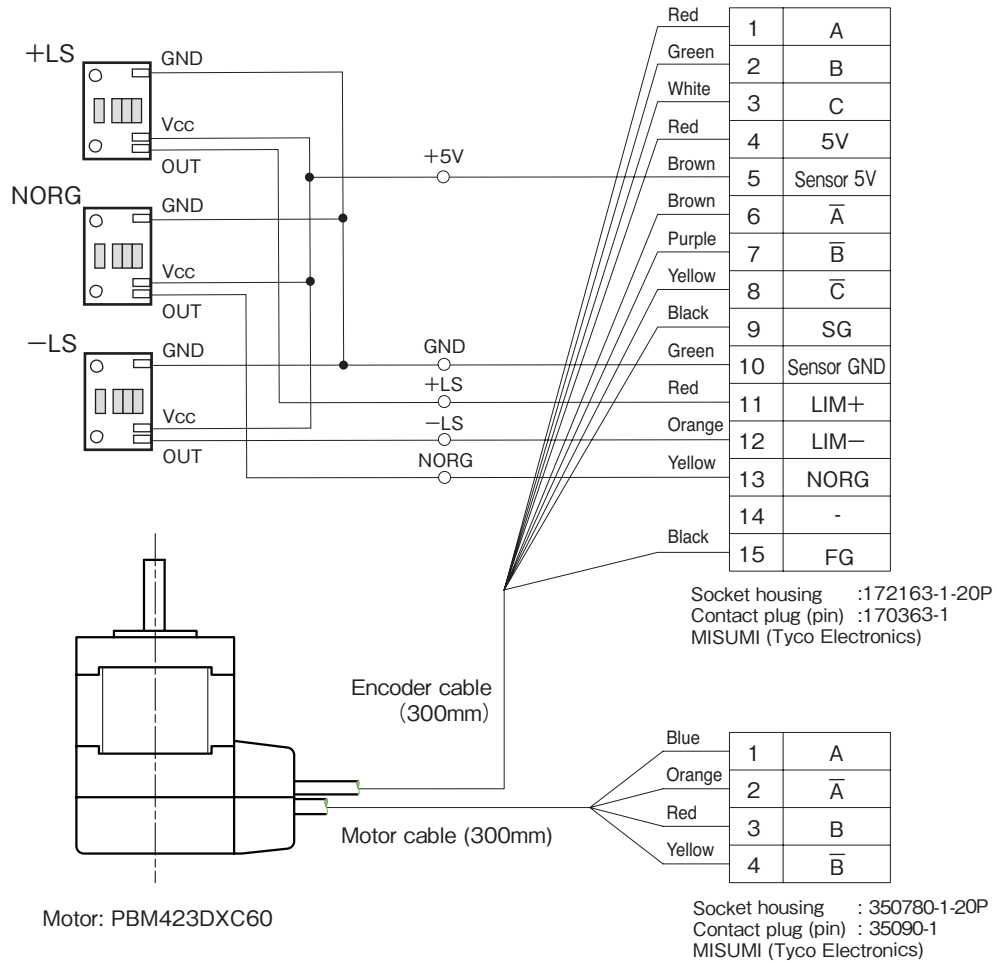 +LS
GND
Vcc
OUT
NORG
GND
Vcc
OUT
−LS
GND
Vcc
OUT
+5V
GND
+LS
−LS
NORG
Red 1 A
Green 2 B
White 3 C
Red 4 5V
Brown 5 Sensor 5V
Brown 6 A̅
Purple 7 B̅
Yellow 8 C̅
Black 9 SG
Green 10 Sensor GND
Red 11 LIM+
Orange 12 LIM−
Yellow 13 NORG
14 -
Black 15 FG
Socket housing :172163-1-20P
Contact plug (pin) :170363-1
MISUMI (Tyco Electronics)
Encoder cable
(300mm)
Motor cable (300mm)
Blue 1 A
Orange 2 A̅
Red 3 B
Yellow 4 B̅
Motor: PBM423DXC60
Socket housing : 350780-1-20P
Contact plug (pin) : 35090-1
MISUMI (Tyco Electronics)